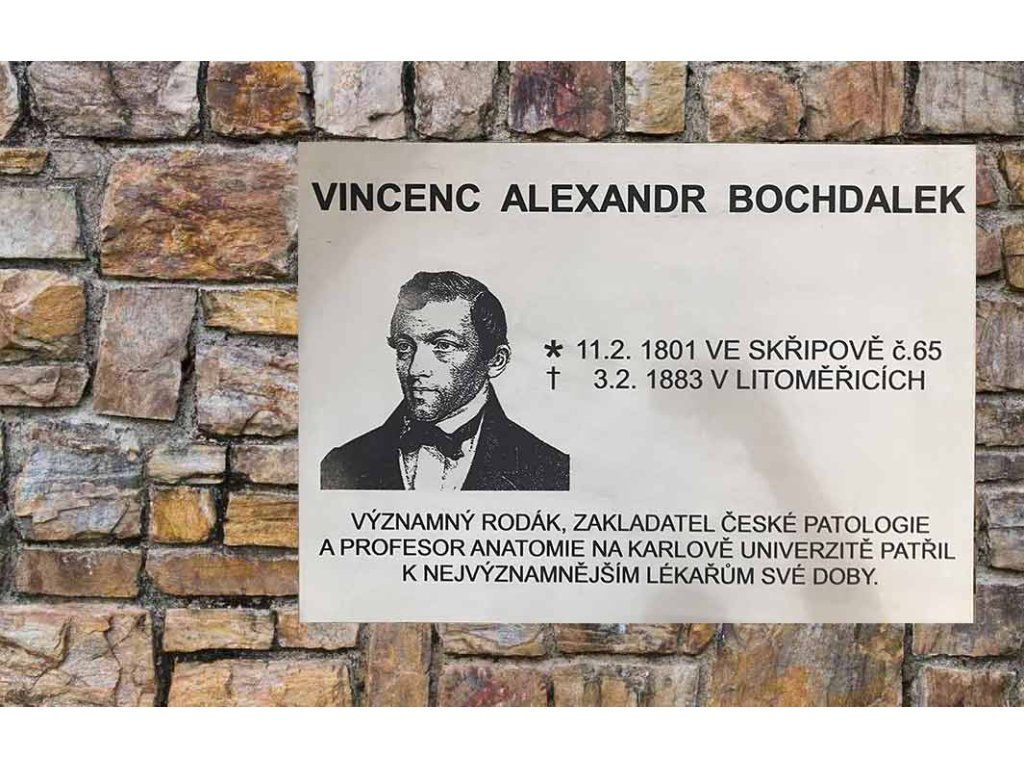 VINCENC ALEXANDR BOCHDALEK
* 11.2. 1801 VE SKŘIPOVĚ č.65
† 3.2. 1883 V LITOMĚŘICÍCH
VÝZNAMNÝ RODÁK, ZAKLADATEL ČESKÉ PATOLOGIE
A PROFESOR ANATOMIE NA KARLOVĚ UNIVERZITĚ PATŘIL
K NEJVÝZNAMNĚJŠÍM LÉKAŘŮM SVÉ DOBY.